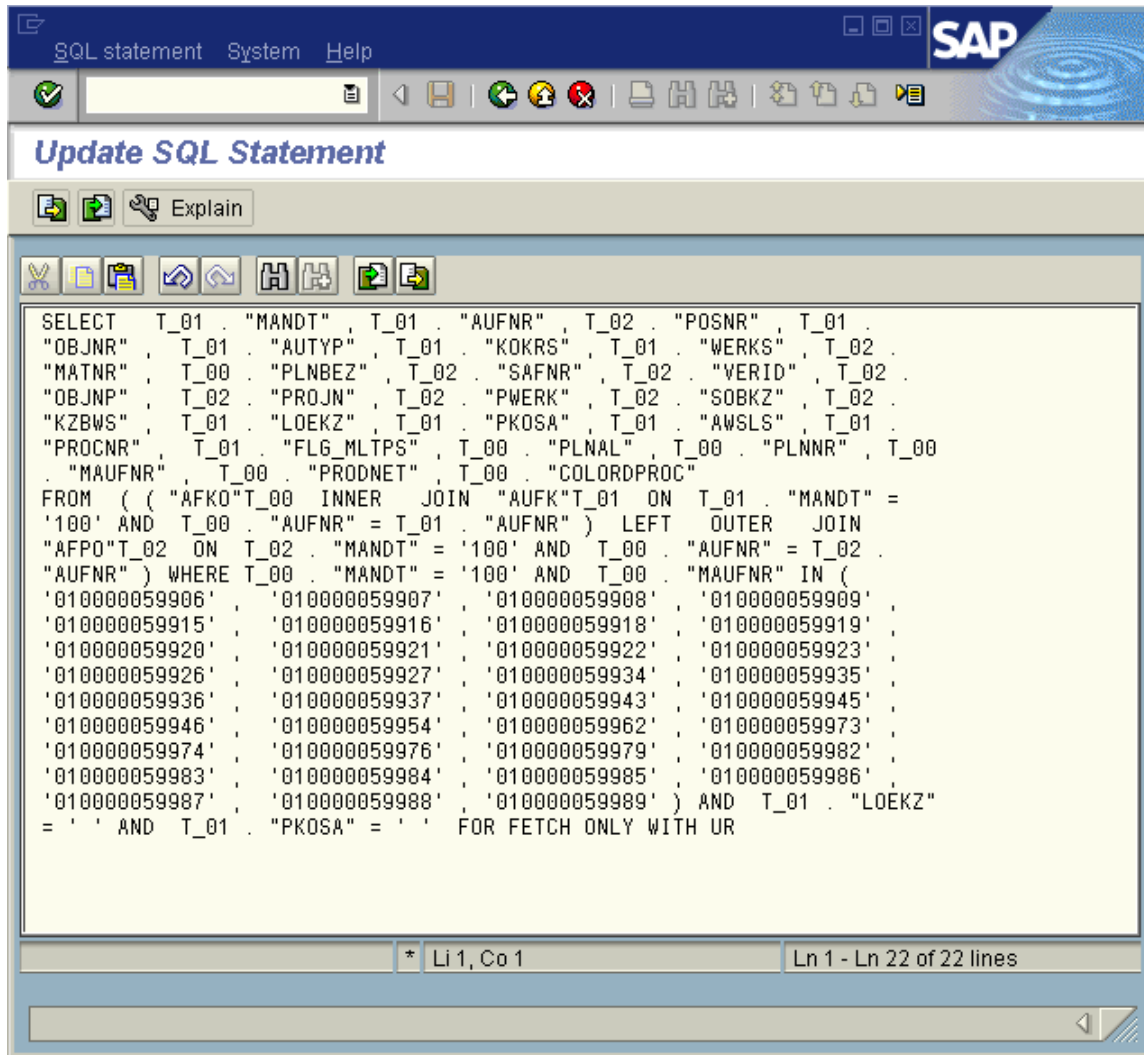 SQL statement System Help
SAP
Update SQL Statement
Explain
SELECT T_01 . "MANDT" , T_01 . "AUFNR" , T_02 . "POSNR" , T_01 .
"OBJNR" , T_01 . "AUTYP" , T_01 . "KOKRS" , T_01 . "WERKS" , T_02 .
"MATNR" , T_00 . "PLNBEZ" , T_02 . "SAFNR" , T_02 . "VERID" , T_02 .
"OBJNP" , T_02 . "PROJN" , T_02 . "PWERK" , T_02 . "SOBKZ" , T_02 .
"KZBWS" , T_01 . "LOEKZ" , T_01 . "PKOSA" , T_01 . "AWSLS" , T_01 .
"PROCNR" , T_01 . "FLG_MLTPS" , T_00 . "PLNAL" , T_00 . "PLNNR" , T_00
. "MAUFNR" , T_00 . "PRODNET" , T_00 . "COLORDPROC"
FROM ( ( "AFKO"T_00 INNER JOIN "AUFK"T_01 ON T_01 . "MANDT" =
'100' AND T_00 . "AUFNR" = T_01 . "AUFNR" ) LEFT OUTER JOIN
"AFPO"T_02 ON T_02 . "MANDT" = '100' AND T_00 . "AUFNR" = T_02 .
"AUFNR" ) WHERE T_00 . "MANDT" = '100' AND T_00 . "MAUFNR" IN (
'010000059906' , '010000059907' , '010000059908' , '010000059909' ,
'010000059915' , '010000059916' , '010000059918' , '010000059919' ,
'010000059920' , '010000059921' , '010000059922' , '010000059923' ,
'010000059926' , '010000059927' , '010000059934' , '010000059935' ,
'010000059936' , '010000059937' , '010000059943' , '010000059945' ,
'010000059946' , '010000059954' , '010000059962' , '010000059973' ,
'010000059974' , '010000059976' , '010000059979' , '010000059982' ,
'010000059983' , '010000059984' , '010000059985' , '010000059986' ,
'010000059987' , '010000059988' , '010000059989' ) AND T_01 . "LOEKZ"
= ' ' AND T_01 . "PKOSA" = ' ' FOR FETCH ONLY WITH UR
* Li 1, Co 1 Ln 1 - Ln 22 of 22 lines